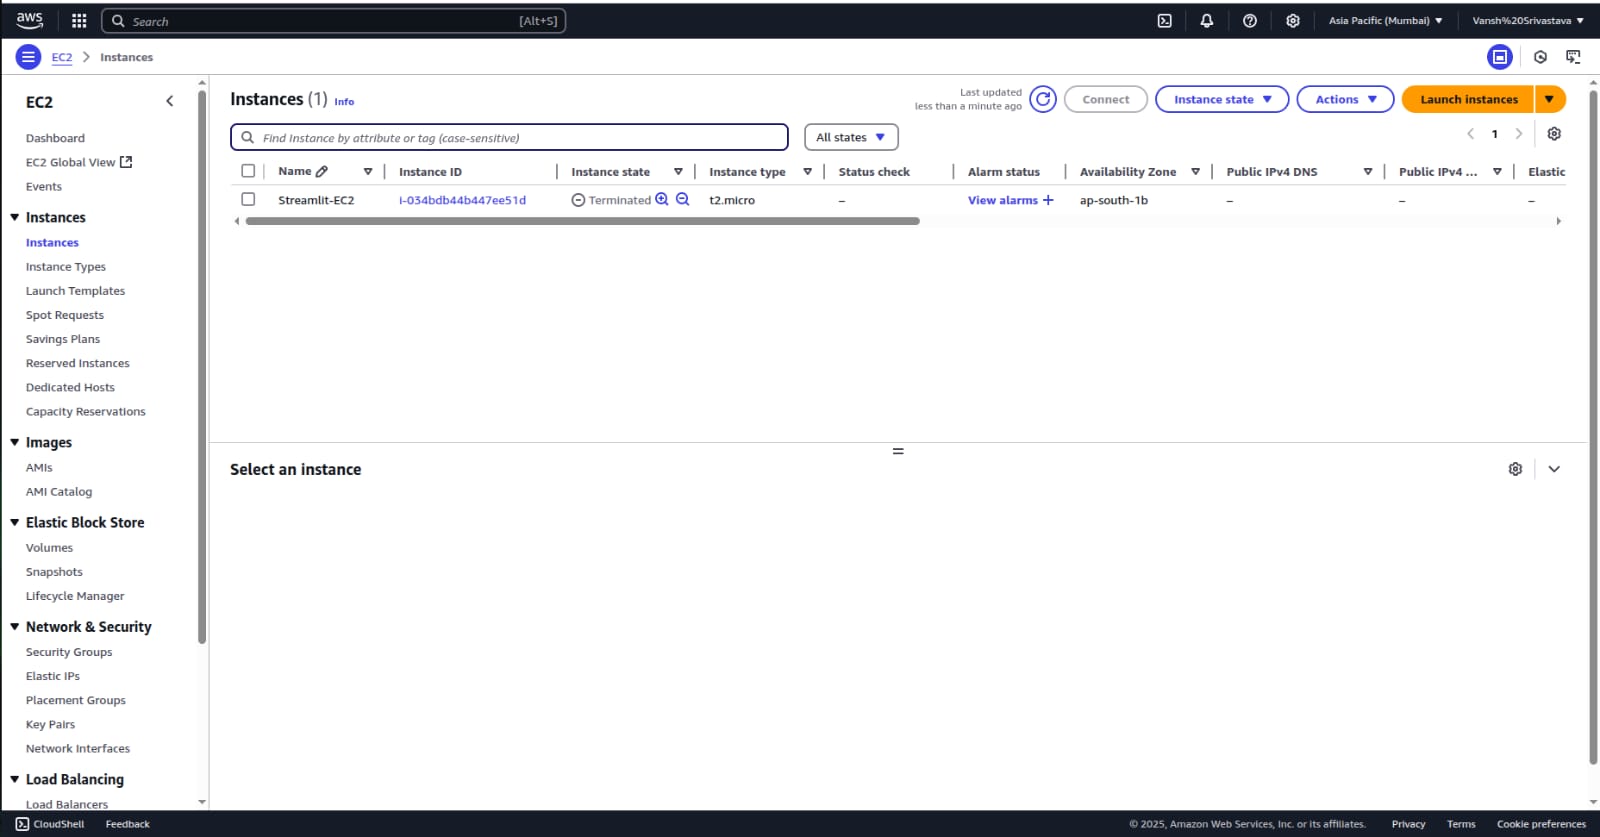 aws
Search [Alt+S]
Asia Pacific (Mumbai)
Vansh%20Srivastava
EC2 > Instances
EC2
Dashboard
EC2 Global View
Events
Instances
Instances
Instance Types
Launch Templates
Spot Requests
Savings Plans
Reserved Instances
Dedicated Hosts
Capacity Reservations
Images
AMIs
AMI Catalog
Elastic Block Store
Volumes
Snapshots
Lifecycle Manager
Network & Security
Security Groups
Elastic IPs
Placement Groups
Key Pairs
Network Interfaces
Load Balancing
Load Balancers
Instances (1) Info
Last updated
less than a minute ago
Connect
Instance state
Actions
Launch instances
Find Instance by attribute or tag (case-sensitive)
All states
1
Name Instance ID Instance state Instance type Status check Alarm status Availability Zone Public IPv4 DNS Public IPv4 ... Elastic
Streamlit-EC2 i-034bdb44b447ee51d Terminated t2.micro – View alarms + ap-south-1b – – –
Select an instance
CloudShell Feedback
© 2025, Amazon Web Services, Inc. or its affiliates. Privacy Terms Cookie preferences